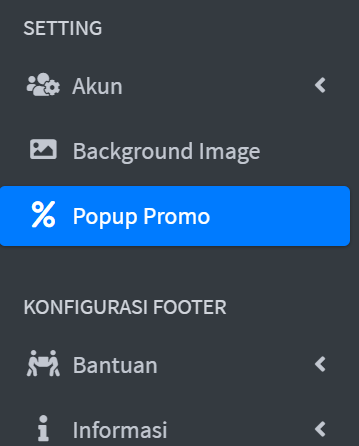 SETTING
Akun
Background Image
Popup Promo
KONFIGURASI FOOTER
Bantuan
Informasi